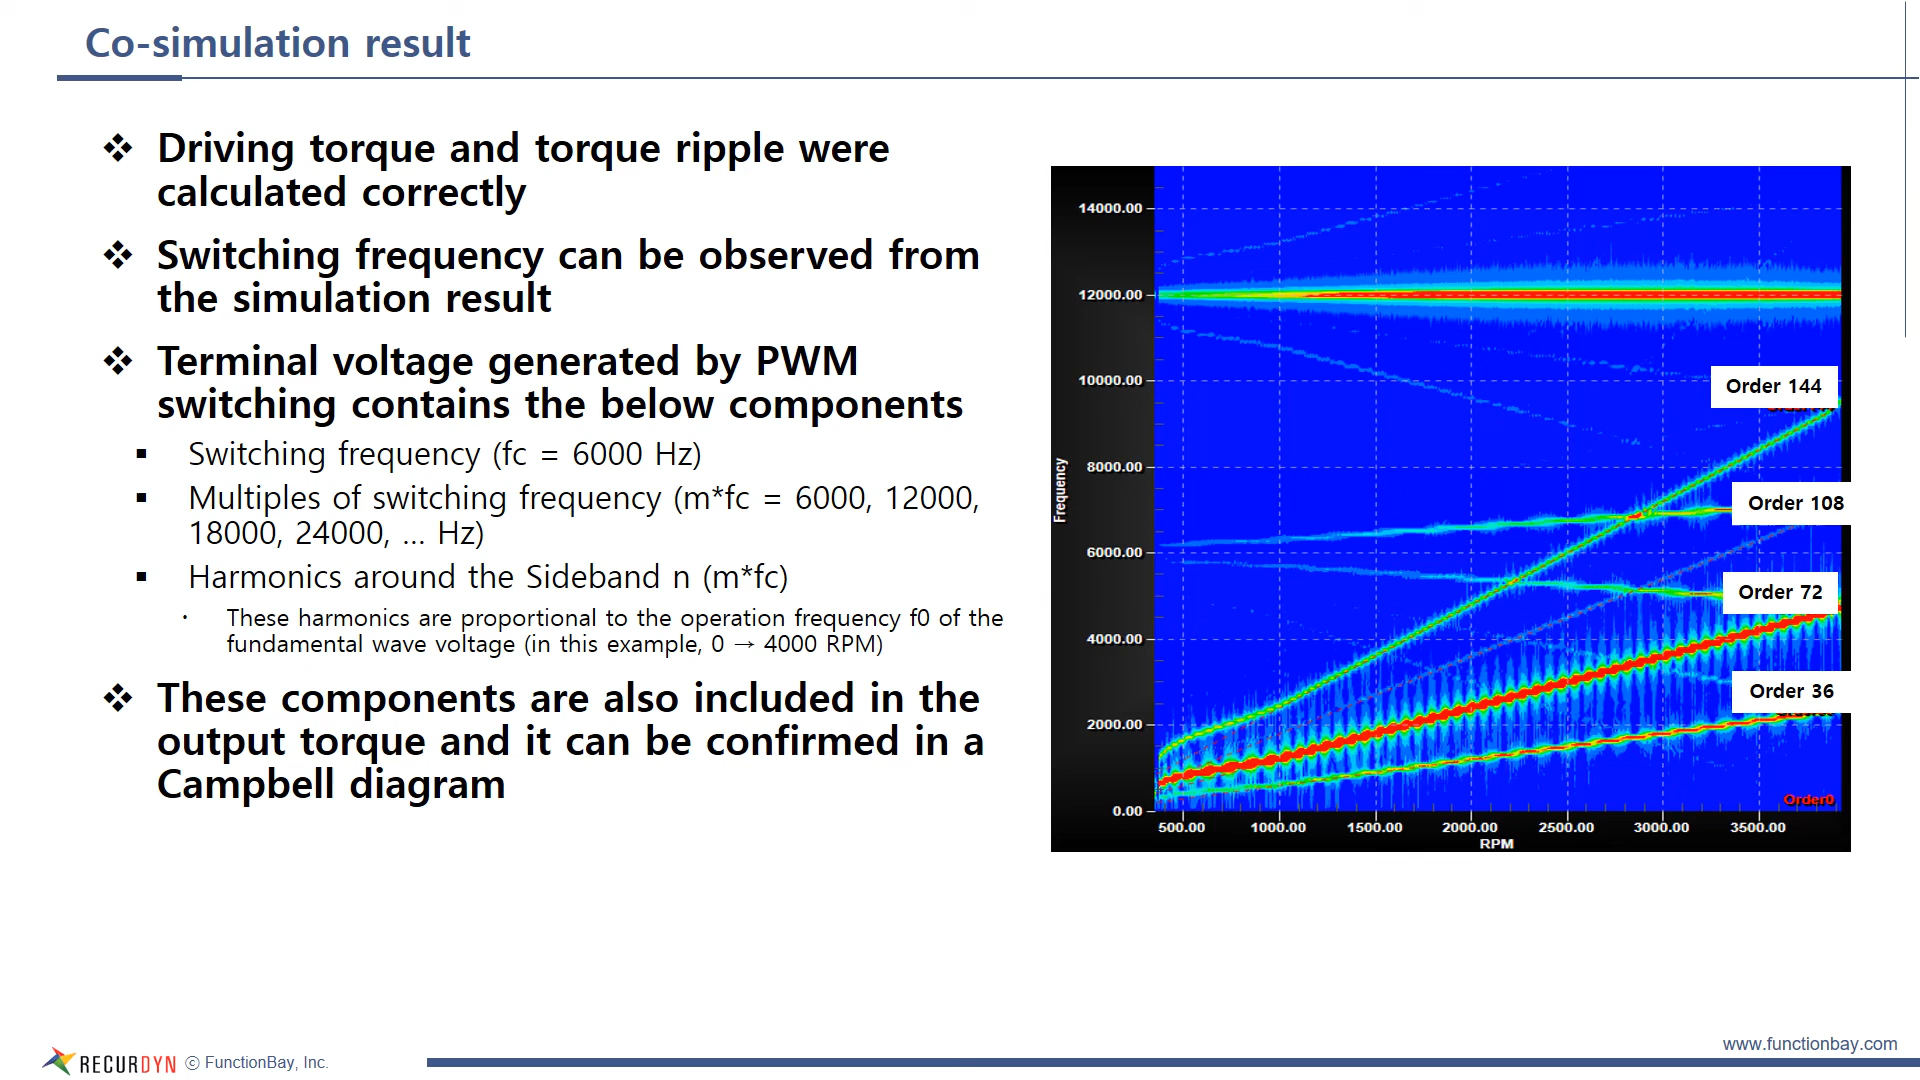 Co-simulation result
❖ Driving torque and torque ripple were
calculated correctly
❖ Switching frequency can be observed from
the simulation result
❖ Terminal voltage generated by PWM
switching contains the below components
▪ Switching frequency (fc = 6000 Hz)
▪ Multiples of switching frequency (m*fc = 6000, 12000,
18000, 24000, ... Hz)
▪ Harmonics around the Sideband n (m*fc)
• These harmonics are proportional to the operation frequency f0 of the
fundamental wave voltage (in this example, 0 → 4000 RPM)
❖ These components are also included in the
output torque and it can be confirmed in a
Campbell diagram
14000.00
12000.00
10000.00
8000.00
6000.00
4000.00
2000.00
0.00
Frequency
Order 144
Order 108
Order 72
Order 36
Order0
500.00 1000.00 1500.00 2000.00 2500.00 3000.00 3500.00
RPM
RECURDYN ⓒ FunctionBay, Inc.
www.functionbay.com